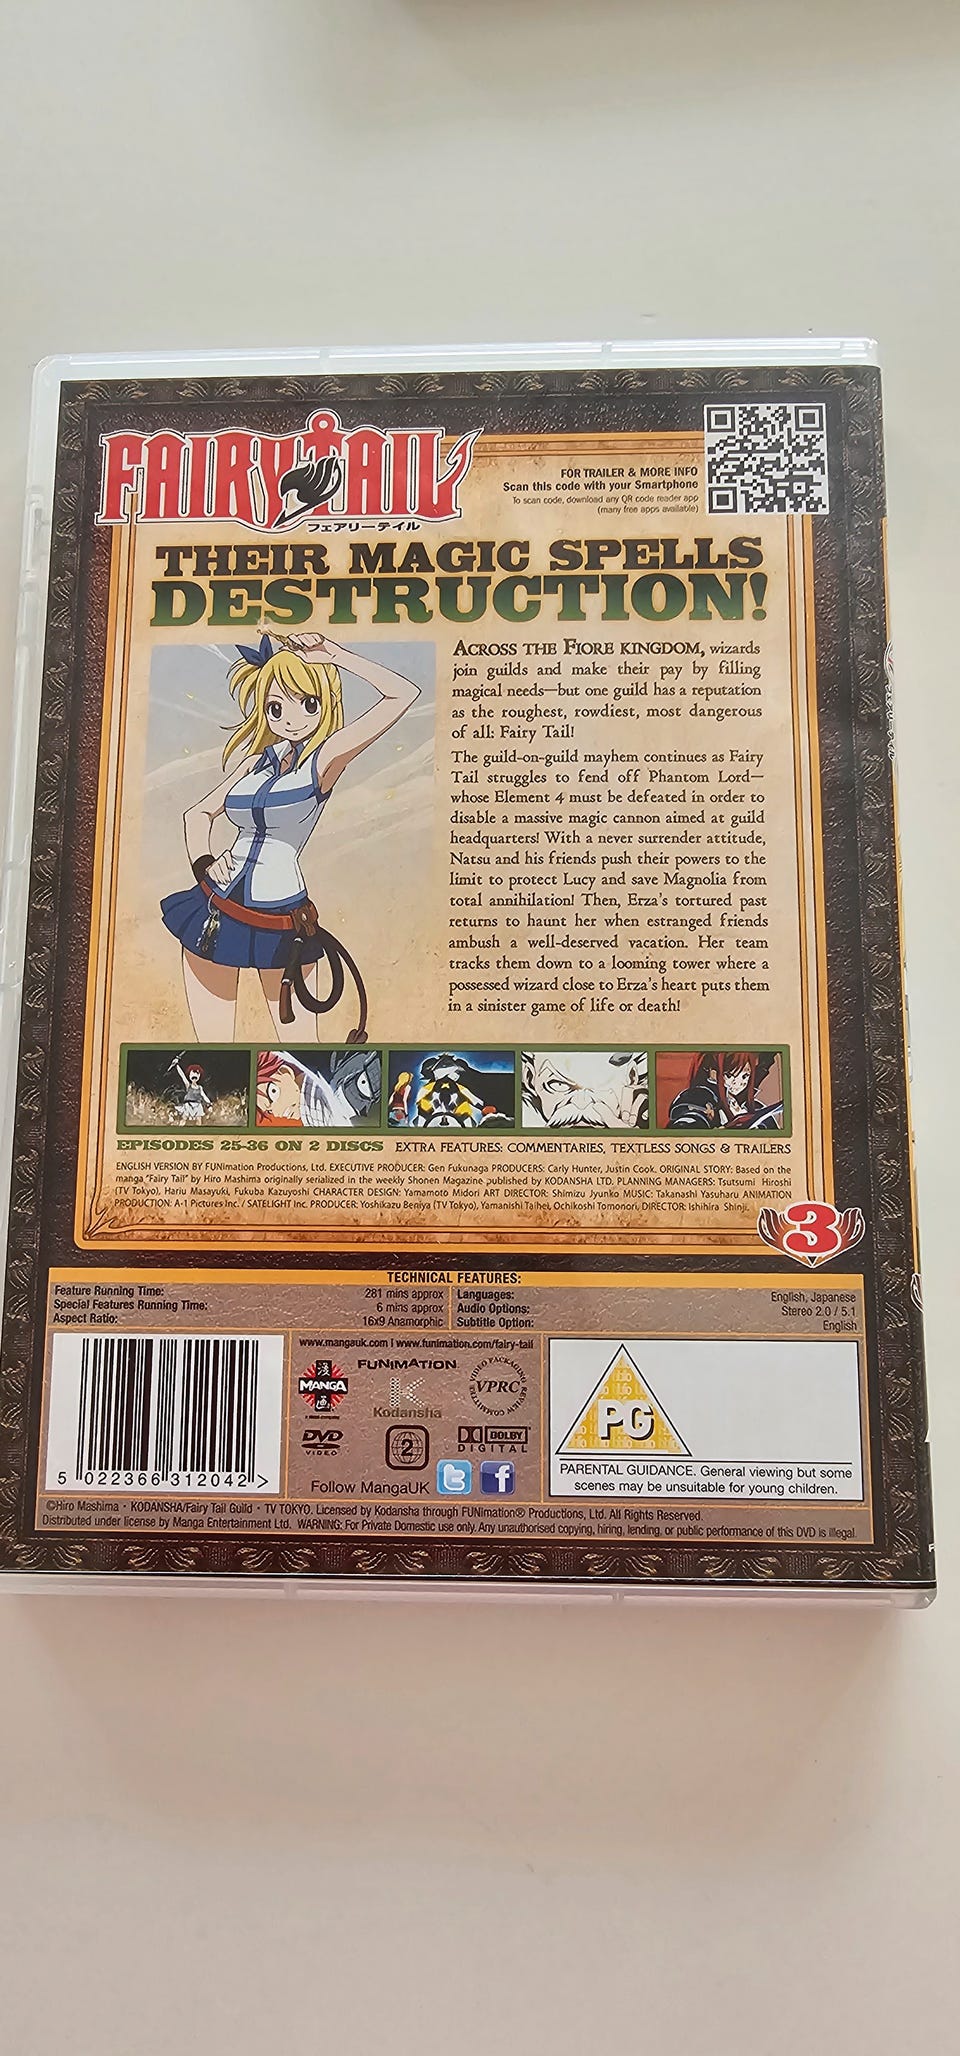 FAIRY TAIL
フェアリーテイル
FOR TRAILER & MORE INFO
Scan this code with your Smartphone
To scan code, download any QR code reader app
(many free apps available)
THEIR MAGIC SPELLS
DESTRUCTION!
ACROSS THE FIORE KINGDOM, wizards
join guilds and make their pay by filling
magical needs—but one guild has a reputation
as the roughest, rowdiest, most dangerous
of all: Fairy Tail!
The guild-on-guild mayhem continues as Fairy
Tail struggles to fend off Phantom Lord—
whose Element 4 must be defeated in order to
disable a massive magic cannon aimed at guild
headquarters! With a never surrender attitude,
Natsu and his friends push their powers to the
limit to protect Lucy and save Magnolia from
total annihilation! Then, Erza's tortured past
returns to haunt her when estranged friends
ambush a well-deserved vacation. Her team
tracks them down to a looming tower where a
possessed wizard close to Erza's heart puts them
in a sinister game of life or death!
EPISODES 25-36 ON 2 DISCS EXTRA FEATURES: COMMENTARIES, TEXTLESS SONGS & TRAILERS
ENGLISH VERSION BY FUNimation Productions, Ltd. EXECUTIVE PRODUCER: Gen Fukunaga PRODUCERS: Carly Hunter, Justin Cook. ORIGINAL STORY: Based on the
manga "Fairy Tail" by Hiro Mashima originally serialized in the weekly Shonen Magazine published by KODANSHA LTD. PLANNING MANAGERS: Tsutsumi Hiroshi
(TV Tokyo), Hariu Masayuki, Fukuba Kazuyoshi CHARACTER DESIGN: Yamamoto Midori ART DIRECTOR: Shimizu Jyunko MUSIC: Takanashi Yasuharu ANIMATION
PRODUCTION: A-1 Pictures Inc. / SATELIGHT Inc. PRODUCER: Yoshikazu Beniya (TV Tokyo), Yamanishi Taihei, Ochikoshi Tomonori, DIRECTOR: Ishihira Shinji.
3
TECHNICAL FEATURES:
Feature Running Time: 281 mins approx
Special Features Running Time: 6 mins approx
Aspect Ratio: 16x9 Anamorphic
Languages: English, Japanese
Audio Options: Stereo 2.0 / 5.1
Subtitle Option: English
5 022366 312042 >
www.mangauk.com | www.funimation.com/fairy-tail
MANGA
FUNIMATION
K
Kodansha
VIDEO PACKAGING REVIEW COMMITTEE
VPRC
DVD
VIDEO
2
DOLBY
DIGITAL
Follow MangaUK
PG
PARENTAL GUIDANCE. General viewing but some
scenes may be unsuitable for young children.
©Hiro Mashima • KODANSHA/Fairy Tail Guild • TV TOKYO. Licensed by Kodansha through FUNimation® Productions, Ltd. All Rights Reserved.
Distributed under license by Manga Entertainment Ltd. WARNING: For Private Domestic use only. Any unauthorised copying, hiring, lending, or public performance of this DVD is illegal.